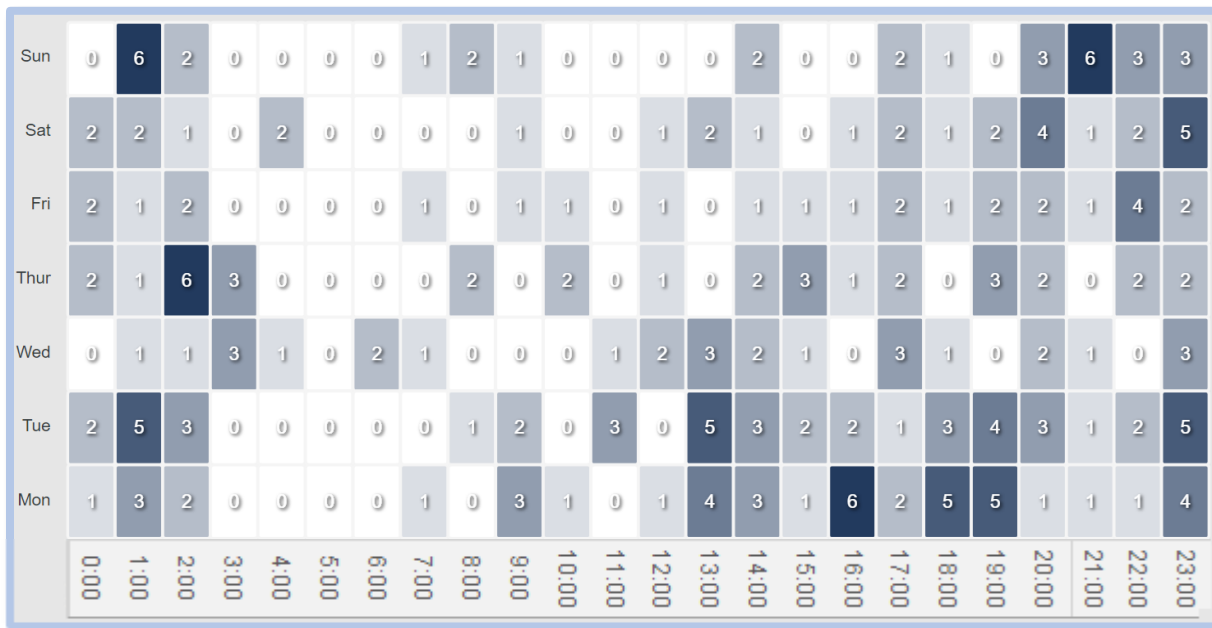 Sun 0 6 2 0 0 0 0 1 2 1 0 0 0 0 2 0 0 2 1 0 3 6 3 3
Sat 2 2 1 0 2 0 0 0 0 1 0 0 1 2 1 0 1 2 1 2 4 1 2 5
Fri 2 1 2 0 0 0 0 1 0 1 1 0 1 0 1 1 1 2 1 2 2 1 4 2
Thur 2 1 6 3 0 0 0 0 2 0 2 0 1 0 2 3 1 2 0 3 2 0 2 2
Wed 0 1 1 3 1 0 2 1 0 0 0 1 2 3 2 1 0 3 1 0 2 1 0 3
Tue 2 5 3 0 0 0 0 0 1 2 0 3 0 5 3 2 2 1 3 4 3 1 2 5
Mon 1 3 2 0 0 0 0 1 0 3 1 0 1 4 3 1 6 2 5 5 1 1 1 4
0:00 1:00 2:00 3:00 4:00 5:00 6:00 7:00 8:00 9:00 10:00 11:00 12:00 13:00 14:00 15:00 16:00 17:00 18:00 19:00 20:00 21:00 22:00 23:00